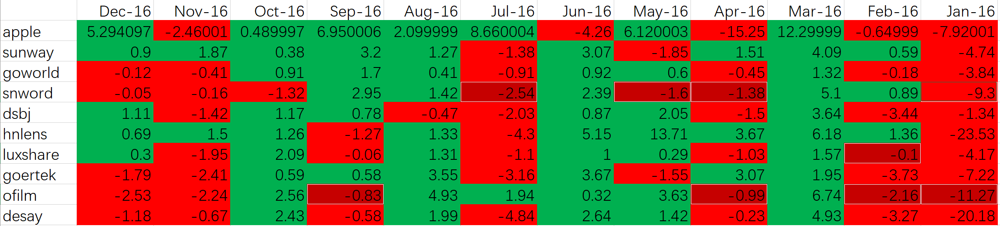 Dec-16 Nov-16 Oct-16 Sep-16 Aug-16 Jul-16 Jun-16 May-16 Apr-16 Mar-16 Feb-16 Jan-16
apple 5.294097 -2.46001 0.489997 6.950006 2.099999 8.660004 -4.26 6.120003 -15.25 12.29999 -0.64999 -7.92001
sunway 0.9 1.87 0.38 3.2 1.27 -1.38 3.07 -1.85 1.51 4.09 0.59 -4.74
goworld -0.12 -0.41 0.91 1.7 0.41 -0.91 0.92 0.6 -0.45 1.32 -0.18 -3.84
snword -0.05 -0.16 -1.32 2.95 1.42 -2.54 2.39 -1.6 -1.38 5.1 0.89 -9.3
dsbj 1.11 -1.42 1.17 0.78 -0.47 -2.03 0.87 2.05 -1.5 3.64 -3.44 -1.34
hnlens 0.69 1.5 1.26 -1.27 1.33 -4.3 5.15 13.71 3.67 6.18 1.36 -23.53
luxshare 0.3 -1.95 2.09 -0.06 1.31 -1.1 1 0.29 -1.03 1.57 -0.1 -4.17
goertek -1.79 -2.41 0.59 0.58 3.55 -3.16 3.67 -1.55 3.07 1.95 -3.73 -7.22
ofilm -2.53 -2.24 2.56 -0.83 4.93 1.94 0.32 3.63 -0.99 6.74 -2.16 -11.27
desay -1.18 -0.67 2.43 -0.58 1.99 -4.84 2.64 1.42 -0.23 4.93 -3.27 -20.18